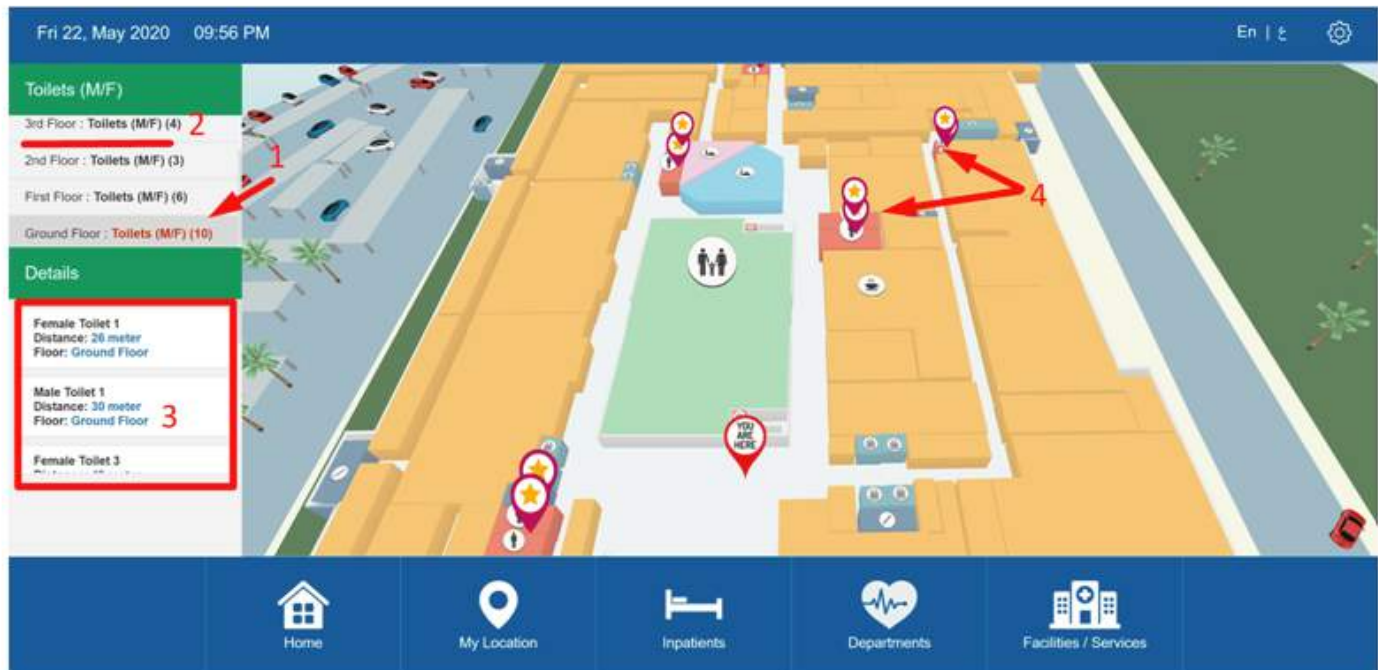 Fri 22, May 2020 09:56 PM
En | ع
Toilets (M/F)
3rd Floor : Toilets (M/F) (4)
2
2nd Floor : Toilets (M/F) (3)
1
First Floor : Toilets (M/F) (6)
Ground Floor : Toilets (M/F) (10)
4
Details
Female Toilet 1
Distance: 26 meter
Floor: Ground Floor
Male Toilet 1
Distance: 30 meter
Floor: Ground Floor
3
Female Toilet 3
YOU
ARE
HERE
Home
My Location
Inpatients
Departments
Facilities / Services